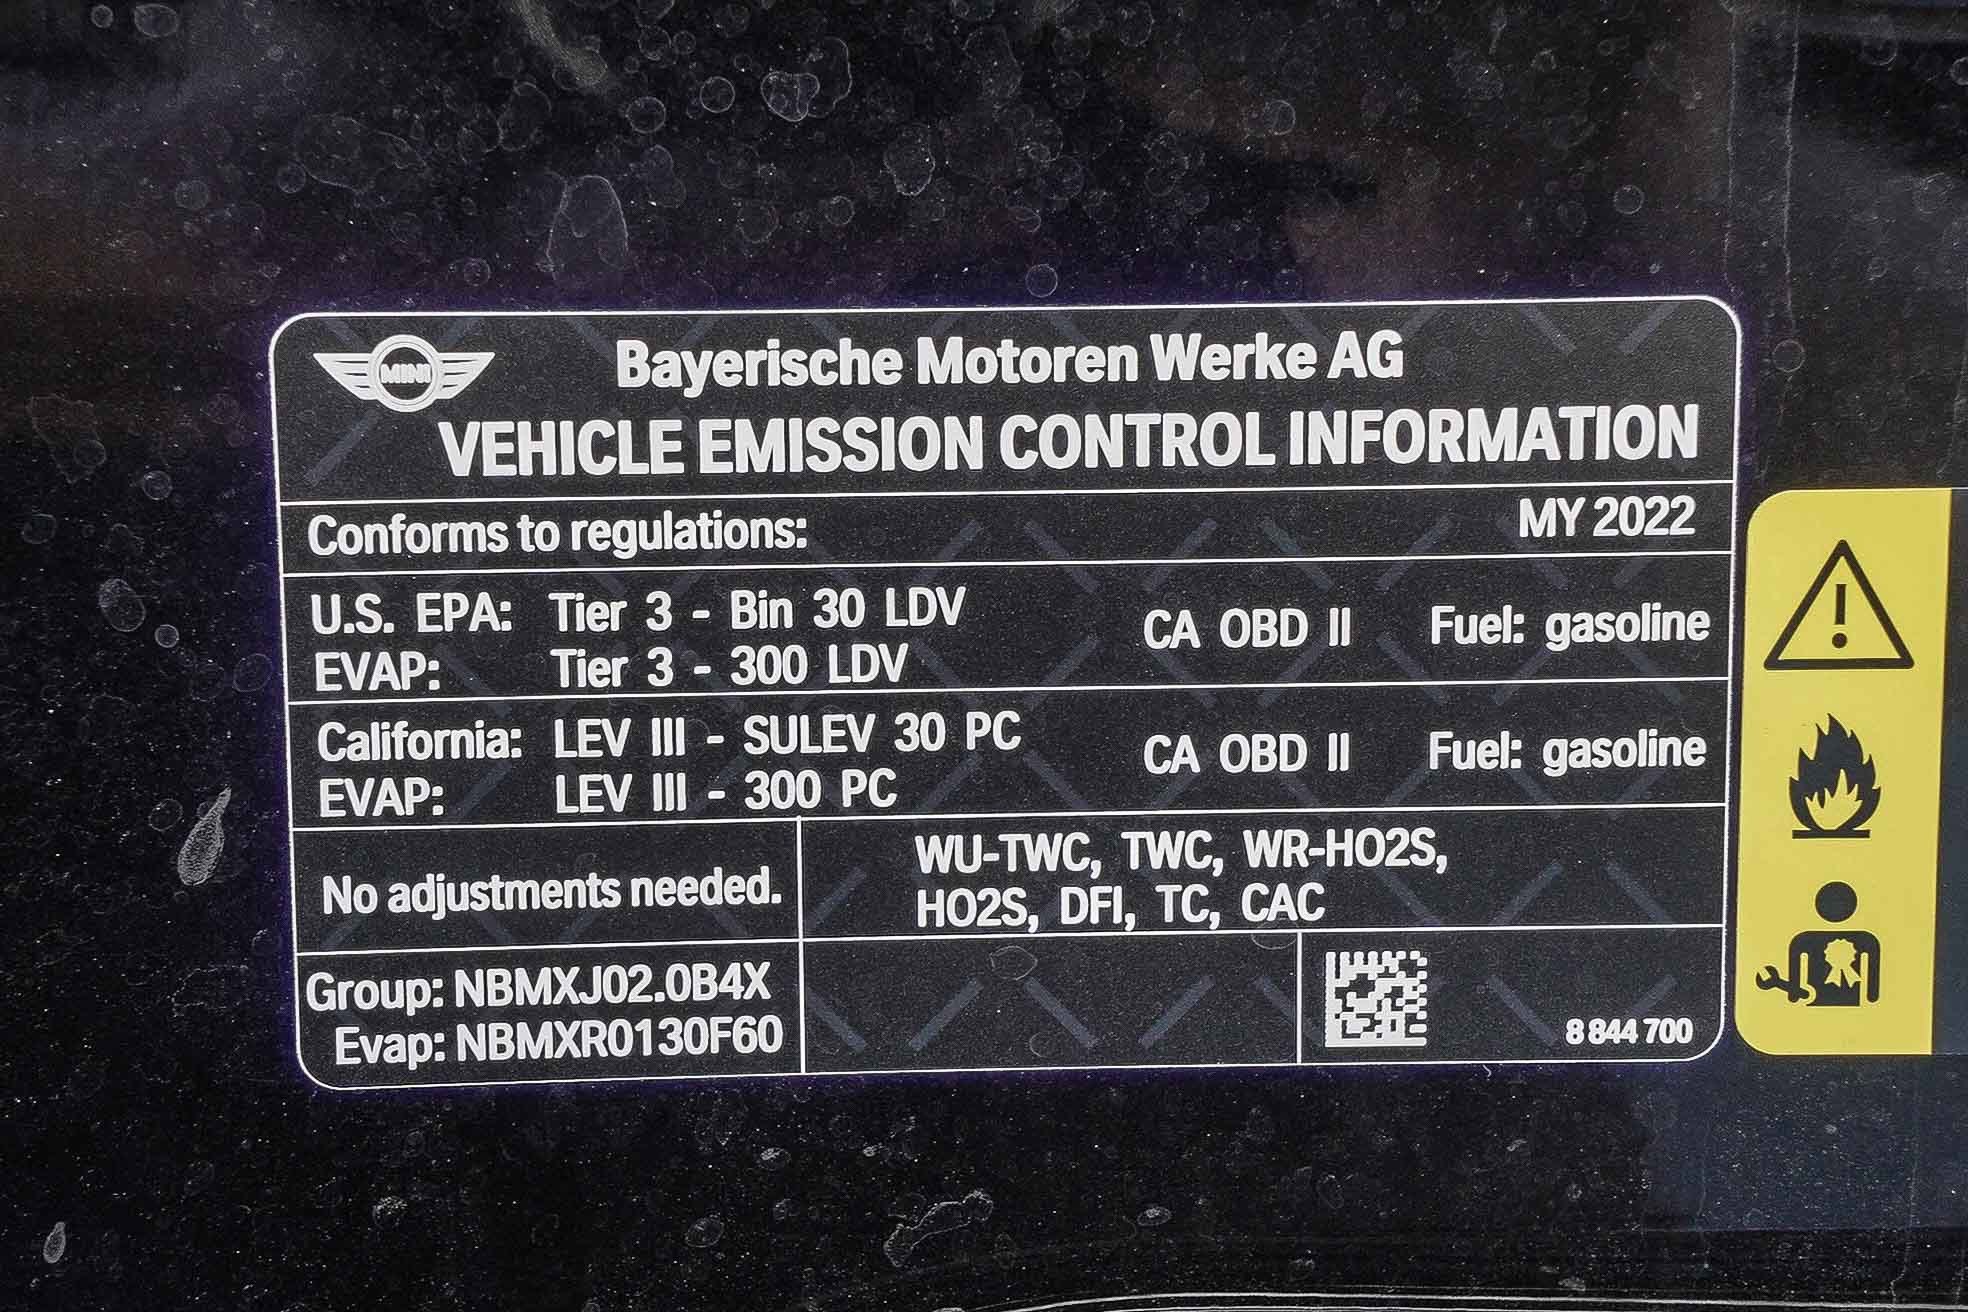 MINI
Bayerische Motoren Werke AG
VEHICLE EMISSION CONTROL INFORMATION
Conforms to regulations: MY 2022
U.S. EPA: Tier 3 - Bin 30 LDV CA OBD II Fuel: gasoline
EVAP: Tier 3 - 300 LDV
California: LEV III - SULEV 30 PC CA OBD II Fuel: gasoline
EVAP: LEV III - 300 PC
No adjustments needed.
WU-TWC, TWC, WR-HO2S,
HO2S, DFI, TC, CAC
Group: NBMXJ02.0B4X
Evap: NBMXR0130F60
8 844 700